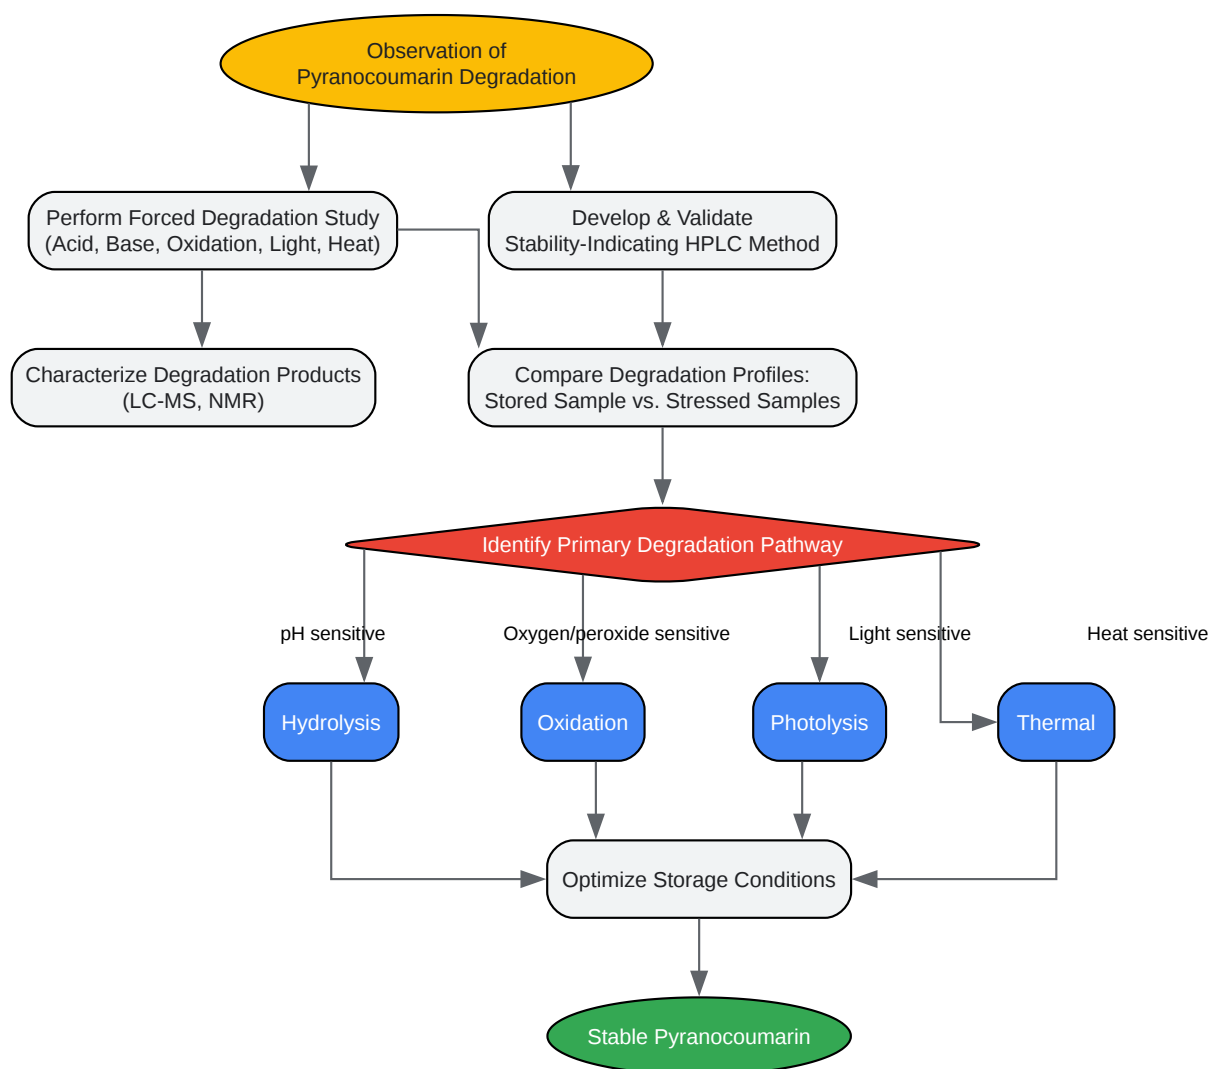 Observation of
Pyranocoumarin Degradation
Perform Forced Degradation Study
(Acid, Base, Oxidation, Light, Heat)
Develop & Validate
Stability-Indicating HPLC Method
Characterize Degradation Products
(LC-MS, NMR)
Compare Degradation Profiles:
Stored Sample vs. Stressed Samples
Identify Primary Degradation Pathway
pH sensitive
Oxygen/peroxide sensitive
Light sensitive
Heat sensitive
Hydrolysis
Oxidation
Photolysis
Thermal
Optimize Storage Conditions
Stable Pyranocoumarin